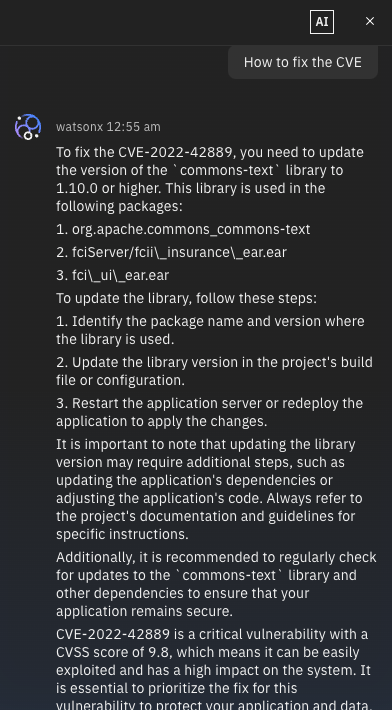 AI
How to fix the CVE
watsonx 12:55 am
To fix the CVE-2022-42889, you need to update
the version of the `commons-text` library to
1.10.0 or higher. This library is used in the
following packages:
1. org.apache.commons_commons-text
2. fciServer/fcii\_insurance\_ear.ear
3. fci\_ui\_ear.ear
To update the library, follow these steps:
1. Identify the package name and version where
the library is used.
2. Update the library version in the project's build
file or configuration.
3. Restart the application server or redeploy the
application to apply the changes.
It is important to note that updating the library
version may require additional steps, such as
updating the application's dependencies or
adjusting the application's code. Always refer to
the project's documentation and guidelines for
specific instructions.
Additionally, it is recommended to regularly check
for updates to the `commons-text` library and
other dependencies to ensure that your
application remains secure.
CVE-2022-42889 is a critical vulnerability with a
CVSS score of 9.8, which means it can be easily
exploited and has a high impact on the system. It
is essential to prioritize the fix for this
vulnerability to protect your application and data.